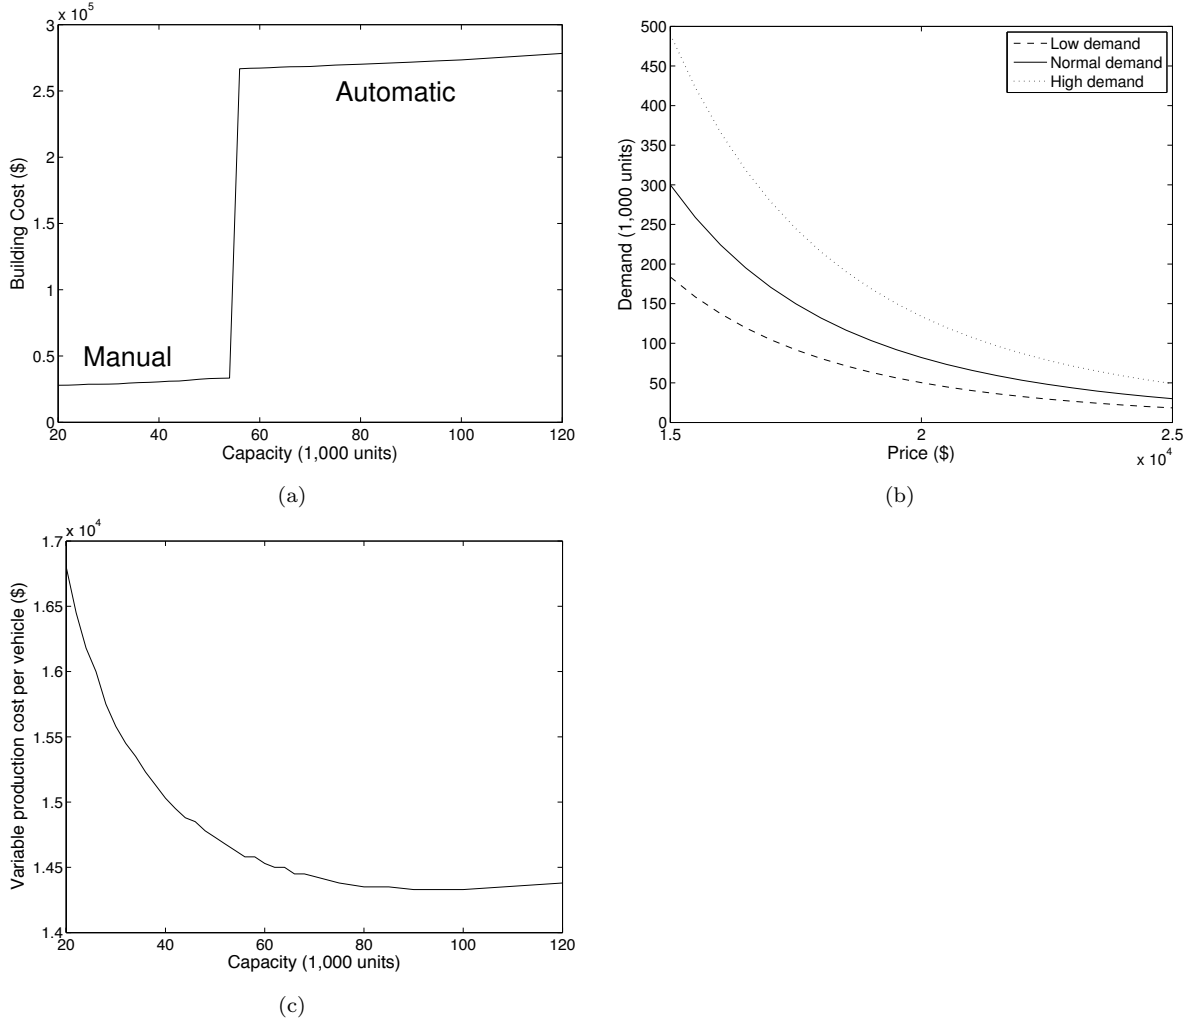 x 10^5
3
2.5
2
1.5
1
0.5
0
Building Cost ($)
Manual
Automatic
20 40 60 80 100 120
Capacity (1,000 units)
(a)
500
450
400
350
300
250
200
150
100
50
0
Demand (1,000 units)
Low demand
Normal demand
High demand
1.5 2 2.5
Price ($)
x 10^4
(b)
x 10^4
1.7
1.65
1.6
1.55
1.5
1.45
1.4
Variable production cost per vehicle ($)
20 40 60 80 100 120
Capacity (1,000 units)
(c)